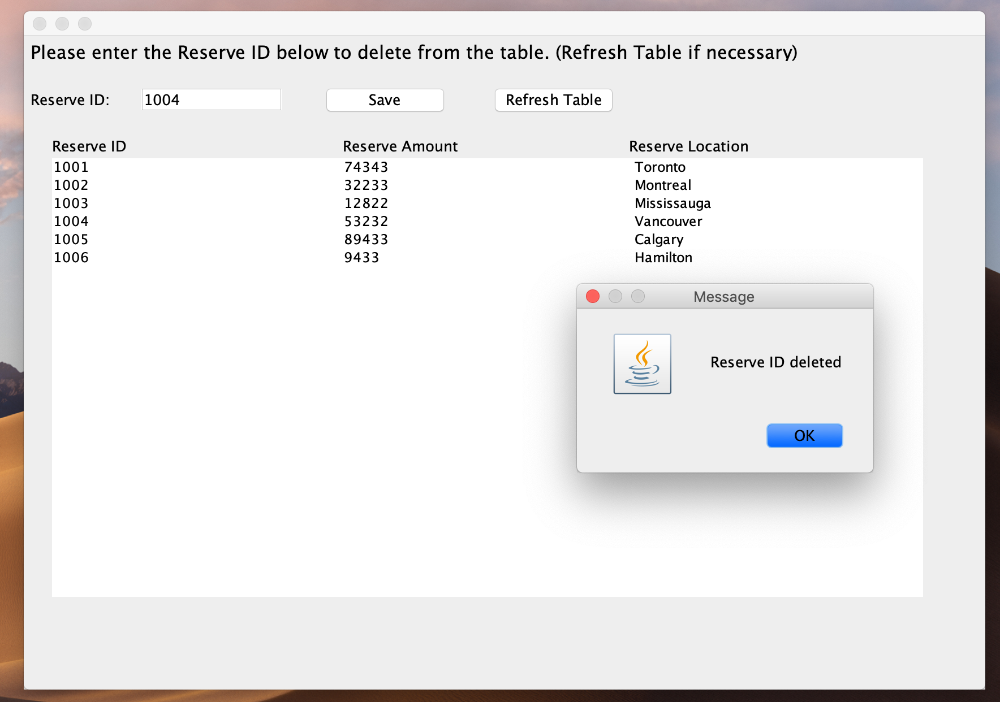 Please enter the Reserve ID below to delete from the table. (Refresh Table if necessary)
Reserve ID: 1004 Save Refresh Table
Reserve ID Reserve Amount Reserve Location
1001 74343 Toronto
1002 32233 Montreal
1003 12822 Mississauga
1004 53232 Vancouver
1005 89433 Calgary
1006 9433 Hamilton
Message
Reserve ID deleted
OK